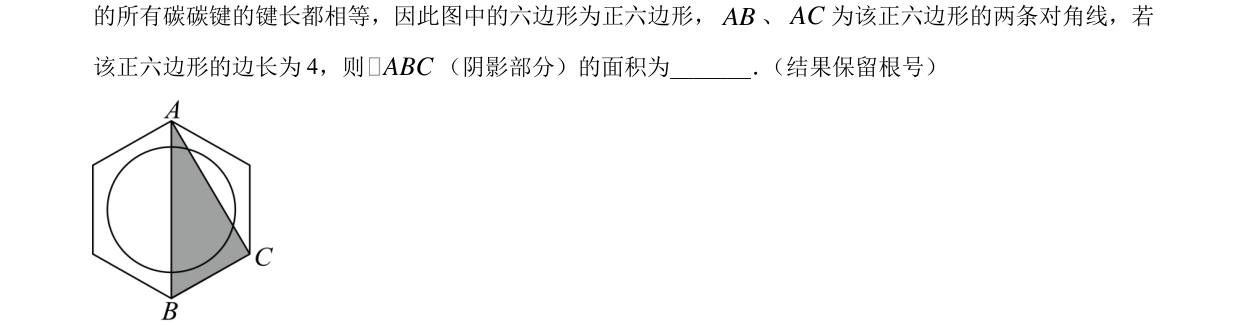 的所有碳碳键的键长都相等，因此图中的六边形为正六边形， AB 、 AC 为该正六边形的两条对角线，若
该正六边形的边长为 4，则□ABC（阴影部分）的面积为______．（结果保留根号）
A
C
B